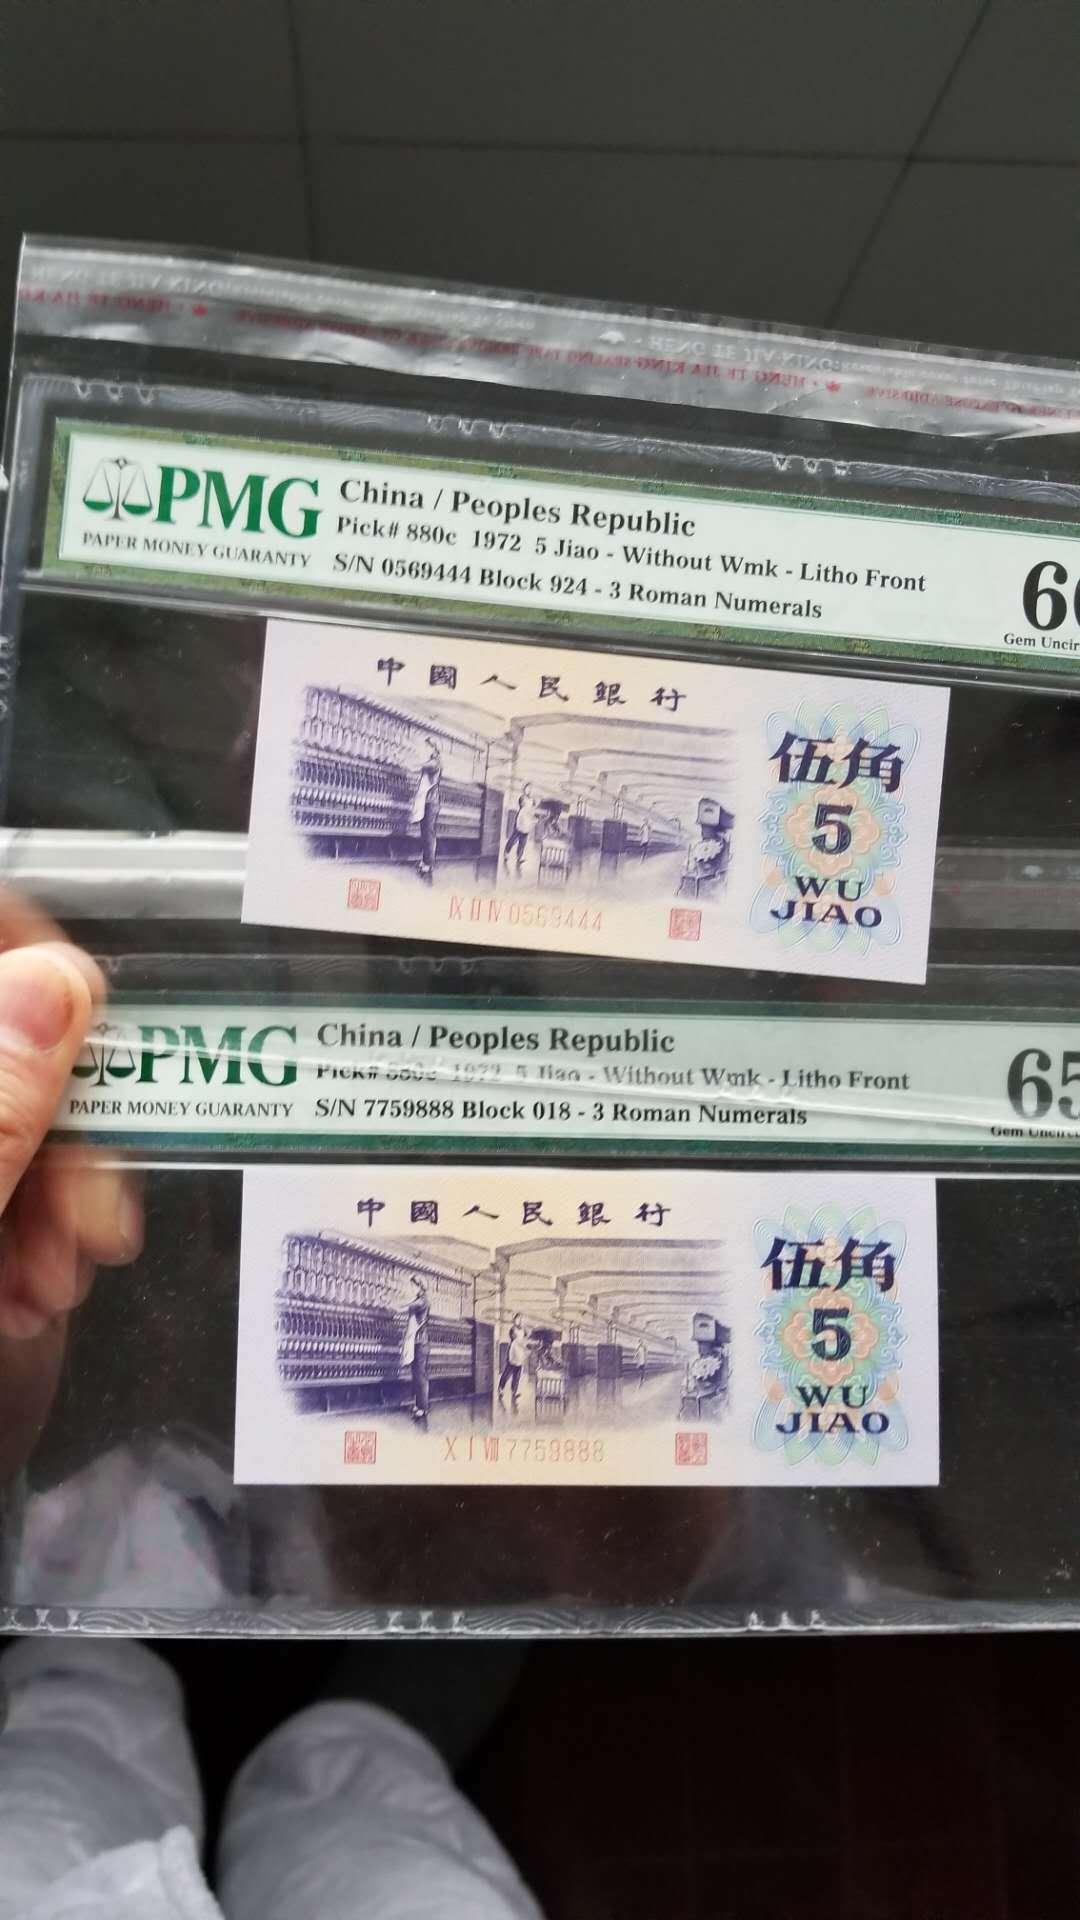 PMG
PAPER MONEY GUARANTY
China / Peoples Republic
Pick# 880c 1972 5 Jiao - Without Wmk - Litho Front
S/N 0569444 Block 924 - 3 Roman Numerals
Gem
中國人民銀行
伍角
5
WU
JIAO
IX II IV 0569444
PMG
PAPER MONEY GUARANTY
China / Peoples Republic
Pick# 880c 1972 5 Jiao - Without Wmk - Litho Front
S/N 7759888 Block 018 - 3 Roman Numerals
65
Gem
中國人民銀行
伍角
5
WU
JIAO
X I VIII 7759888